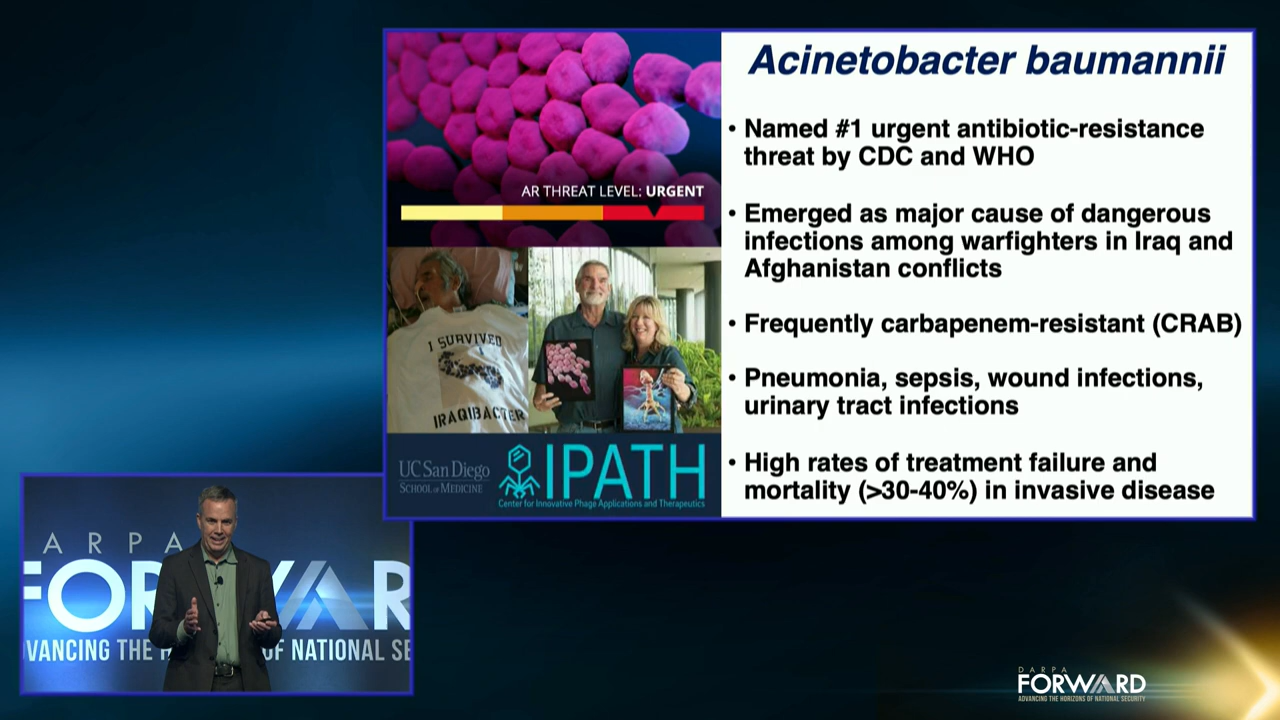 Acinetobacter baumannii
• Named #1 urgent antibiotic-resistance
threat by CDC and WHO
• Emerged as major cause of dangerous
infections among warfighters in Iraq and
Afghanistan conflicts
• Frequently carbapenem-resistant (CRAB)
• Pneumonia, sepsis, wound infections,
urinary tract infections
• High rates of treatment failure and
mortality (>30-40%) in invasive disease
AR THREAT LEVEL: URGENT
I SURVIVED
IRAQIBACTER
UC San Diego
SCHOOL OF MEDICINE
IPATH
Center for Innovative Phage Applications and Therapeutics
ARPA
FOR WAR
VANCING THE H OF NATIONAL SE
DARPA
FORWARD
ADVANCING THE HORIZONS OF NATIONAL SECURITY